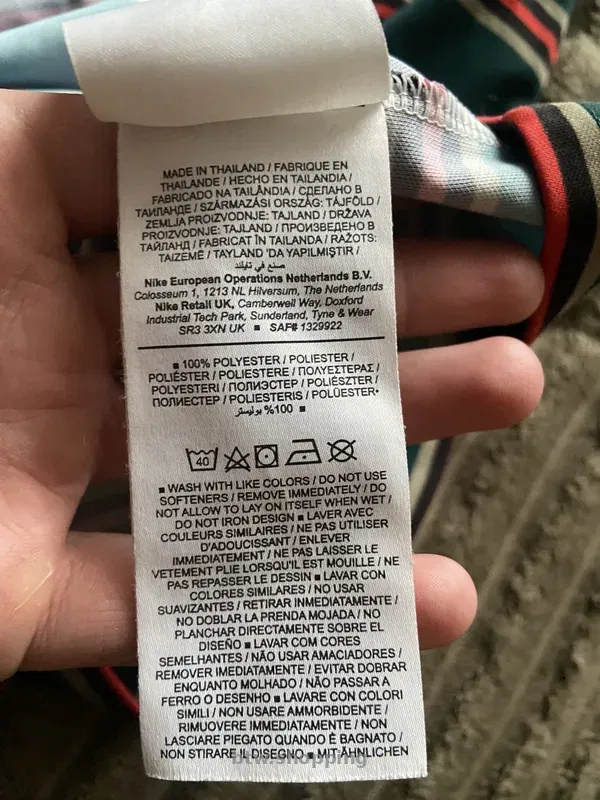 MADE IN THAILAND / FABRIQUE EN
THAILANDE / HECHO EN TAILANDIA /
FABRICADO NA TAILÂNDIA / СДЕЛАНО В
ТАИЛАНДЕ / SZÁRMAZÁSI ORSZÁG: TÁJFÖLD /
ZEMLJA PROIZVODNJE: TAJLAND / DRŽAVA
PROIZVODNJE: TAJLAND / ПРОИЗВЕДЕНО В
ТАЙЛАНД / FABRICAT ÎN TAILANDA / RAŽOTS:
TAIZEMĒ / TAYLAND 'DA YAPILMIŞTIR /
صنع في تايلند
Nike European Operations Netherlands B.V.
Colosseum 1, 1213 NL Hilversum, The Netherlands
Nike Retail UK, Camberwell Way, Doxford
Industrial Tech Park, Sunderland, Tyne & Wear
SR3 3XN UK ■ SAF# 1329922
■ 100% POLYESTER / POLIESTER /
POLIÉSTER / POLIESTERE / ΠΟΛΥΕΣΤΕΡΑΣ /
POLYESTERI / ПОЛИЭСТЕР / POLIÉSZTER /
ПОЛИЕСТЕР / POLIESTERIS / POLÜESTER•
100% بوليستر ■
40
■ WASH WITH LIKE COLORS / DO NOT USE
SOFTENERS / REMOVE IMMEDIATELY / DO
NOT ALLOW TO LAY ON ITSELF WHEN WET /
DO NOT IRON DESIGN ■ LAVER AVEC
COULEURS SIMILAIRES / NE PAS UTILISER
D'ADOUCISSANT / ENLEVER
IMMEDIATEMENT / NE PAS LAISSER LE
VETEMENT PLIE LORSQU'IL EST MOUILLE / NE
PAS REPASSER LE DESSIN ■ LAVAR CON
COLORES SIMILARES / NO USAR
SUAVIZANTES / RETIRAR INMEDIATAMENTE /
NO DOBLAR LA PRENDA MOJADA / NO
PLANCHAR DIRECTAMENTE SOBRE EL
DISEÑO ■ LAVAR COM CORES
SEMELHANTES / NÃO USAR AMACIADORES /
REMOVER IMEDIATAMENTE / EVITAR DOBRAR
ENQUANTO MOLHADO / NÃO PASSAR A
FERRO O DESENHO ■ LAVARE CON COLORI
SIMILI / NON USARE AMMORBIDENTE /
RIMUOVERE IMMEDIATAMENTE / NON
LASCIARE PIEGATO QUANDO È BAGNATO /
NON STIRARE IL DISEGNO ■ MIT ÄHNLICHEN